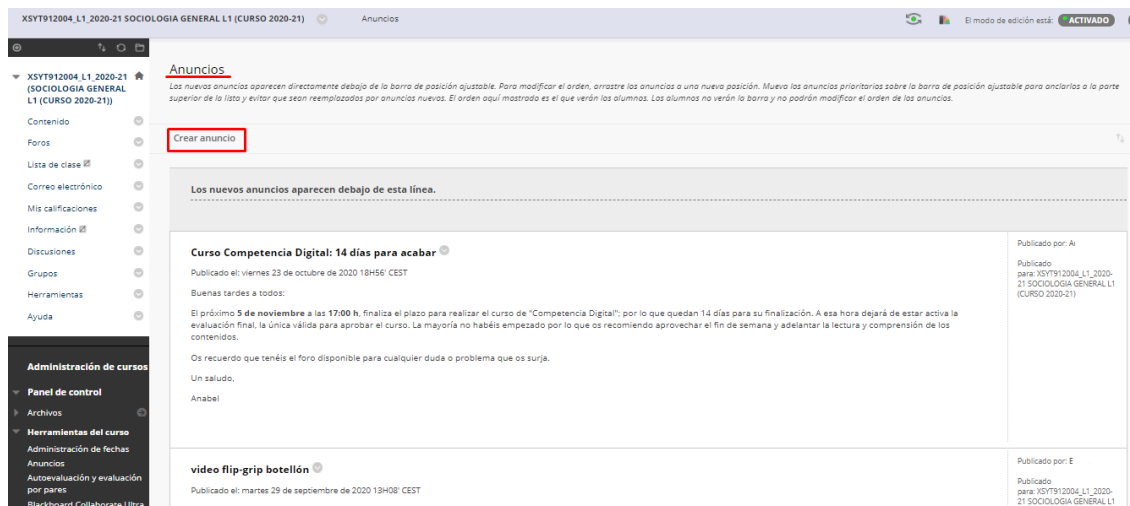 XSYT912004_L1_2020-21 SOCIOLOGIA GENERAL L1 (CURSO 2020-21)
Anuncios
El modo de edición está:
ACTIVADO
XSYT912004_L1_2020-21
(SOCIOLOGIA GENERAL
L1 (CURSO 2020-21))
Contenido
Foros
Lista de clase
Correo electrónico
Mis calificaciones
Información
Discusiones
Grupos
Herramientas
Ayuda
Administración de cursos
Panel de control
Archivos
Herramientas del curso
Administración de fechas
Anuncios
Autoevaluación y evaluación
por pares
Blackboard Collaborate Ultra
Anuncios
Los nuevos anuncios aparecen directamente debajo de la barra de posición ajustable. Para modificar el orden, arrastre los anuncios a una nueva posición. Mueva los anuncios prioritarios sobre la barra de posición ajustable para anclarlos a la parte
superior de la lista y evitar que sean reemplazados por anuncios nuevos. El orden aquí mostrado es el que verán los alumnos. Los alumnos no verán la barra y no podrán modificar el orden de los anuncios.
Crear anuncio
Los nuevos anuncios aparecen debajo de esta línea.
Curso Competencia Digital: 14 días para acabar
Publicado el: viernes 23 de octubre de 2020 18H56' CEST
Buenas tardes a todos:
El próximo 5 de noviembre a las 17:00 h, finaliza el plazo para realizar el curso de "Competencia Digital"; por lo que quedan 14 días para su finalización. A esa hora dejará de estar activa la
evaluación final, la única válida para aprobar el curso. La mayoría no habéis empezado por lo que os recomiendo aprovechar el fin de semana y adelantar la lectura y comprensión de los
contenidos.
Os recuerdo que tenéis el foro disponible para cualquier duda o problema que os surja.
Un saludo,
Anabel
Publicado por:
Publicado
para: XSYT912004_L1_2020-
21 SOCIOLOGIA GENERAL L1
(CURSO 2020-21)
video flip-grip botellón
Publicado el: martes 29 de septiembre de 2020 13H08' CEST
Publicado por: E
Publicado
para: XSYT912004_L1_2020-
21 SOCIOLOGIA GENERAL L1